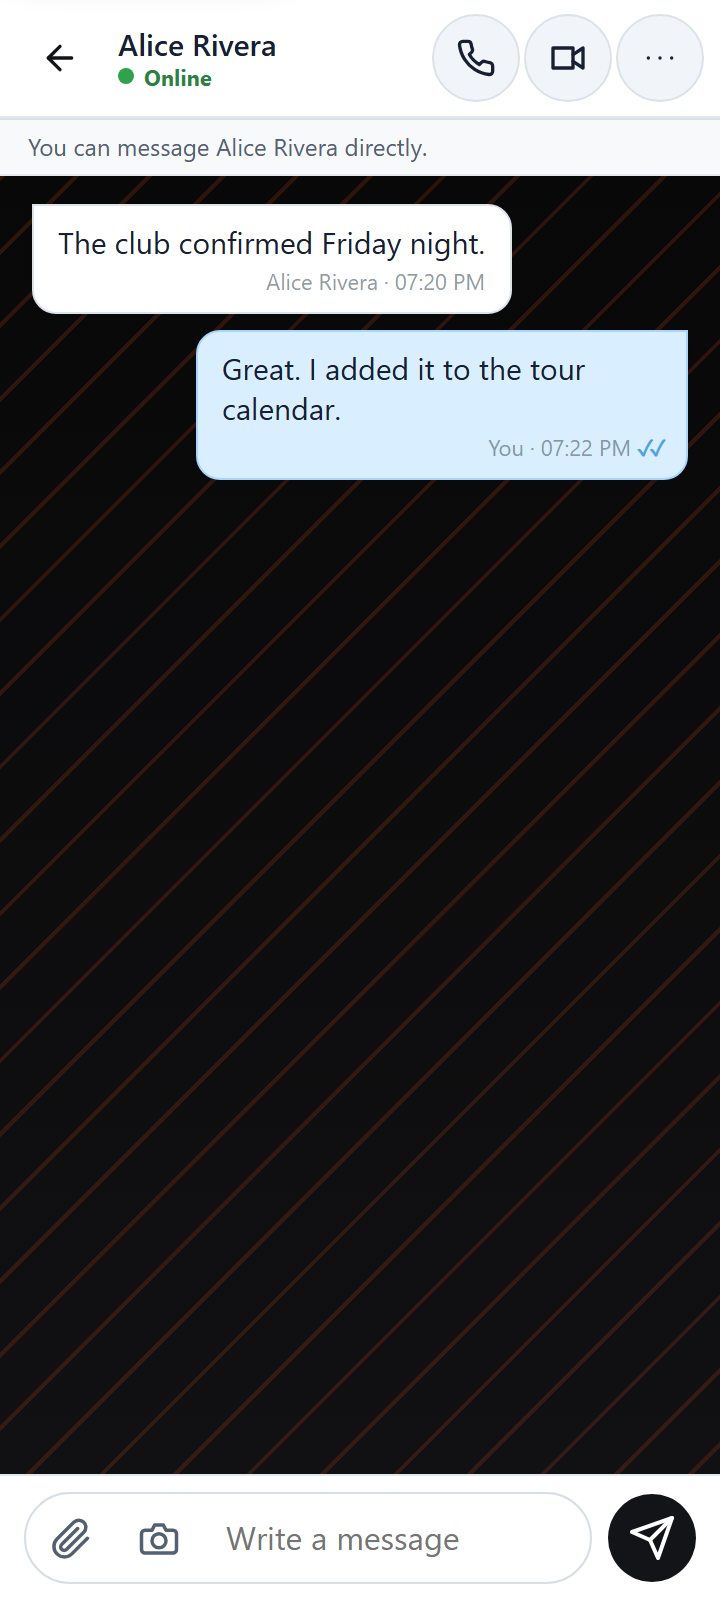 Alice Rivera
Online
You can message Alice Rivera directly.
The club confirmed Friday night.
Alice Rivera · 07:20 PM
Great. I added it to the tour
calendar.
You · 07:22 PM
Write a message